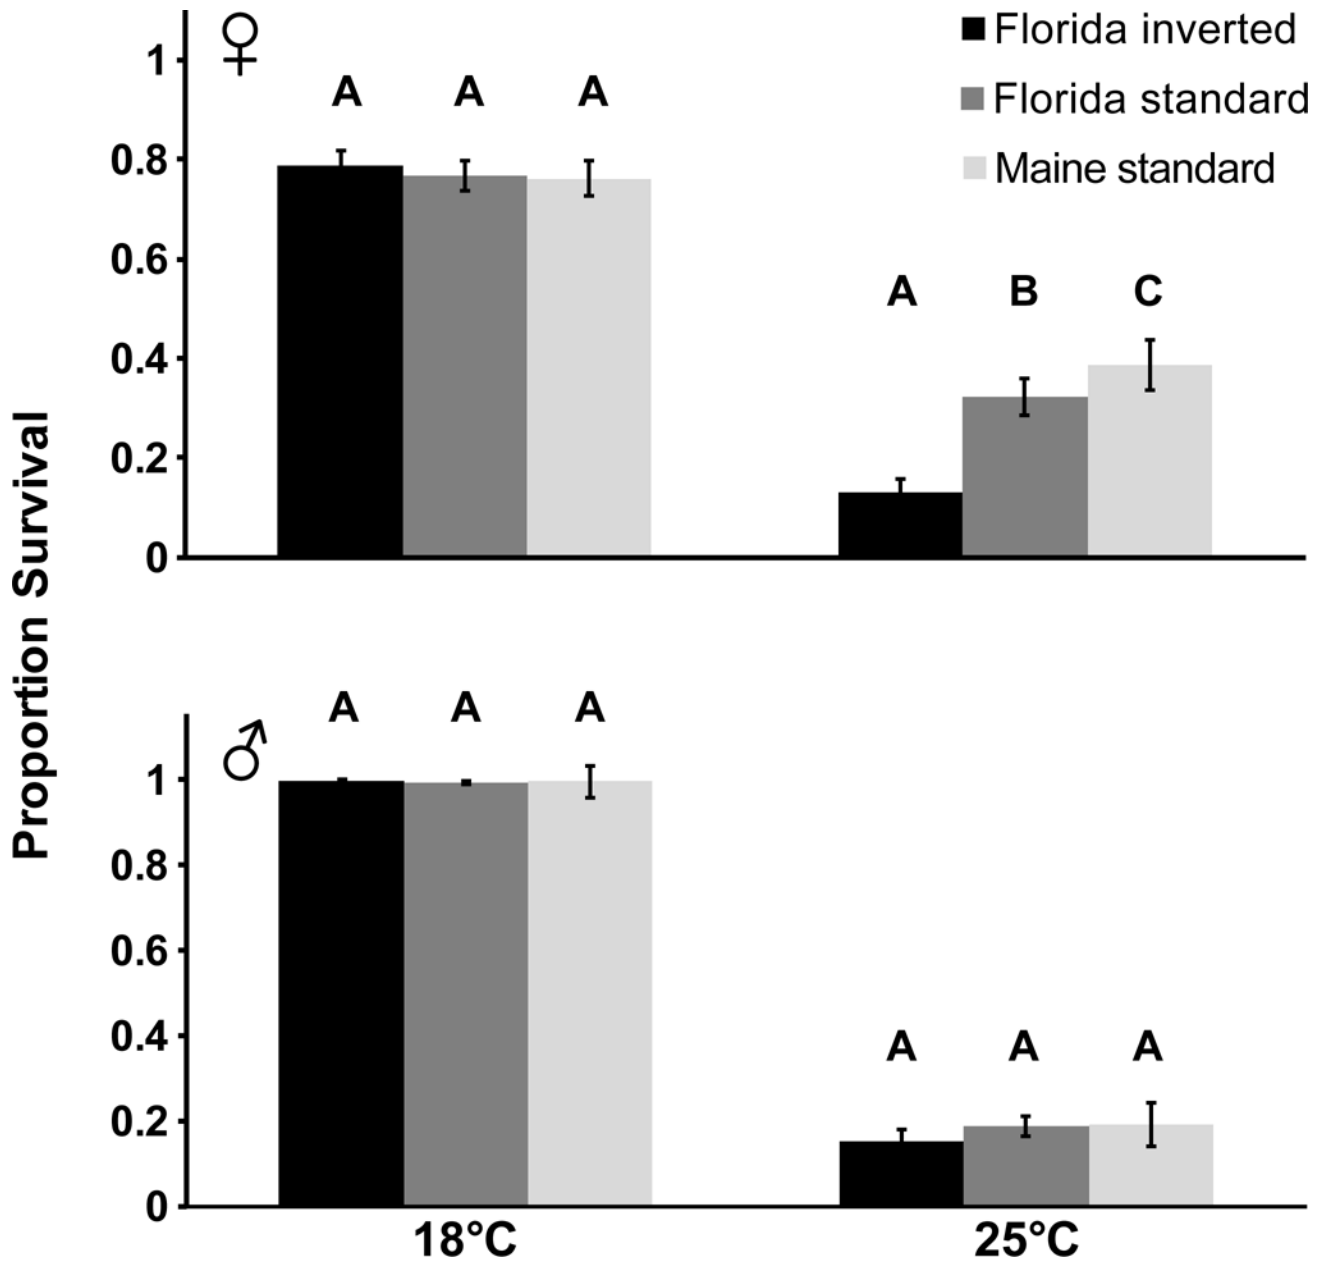 ♀
Florida inverted
Florida standard
Maine standard
Proportion Survival
1
0.8
0.6
0.4
0.2
0
A A A
A B C
♂
1
0.8
0.6
0.4
0.2
0
A A A
A A A
18°C 25°C